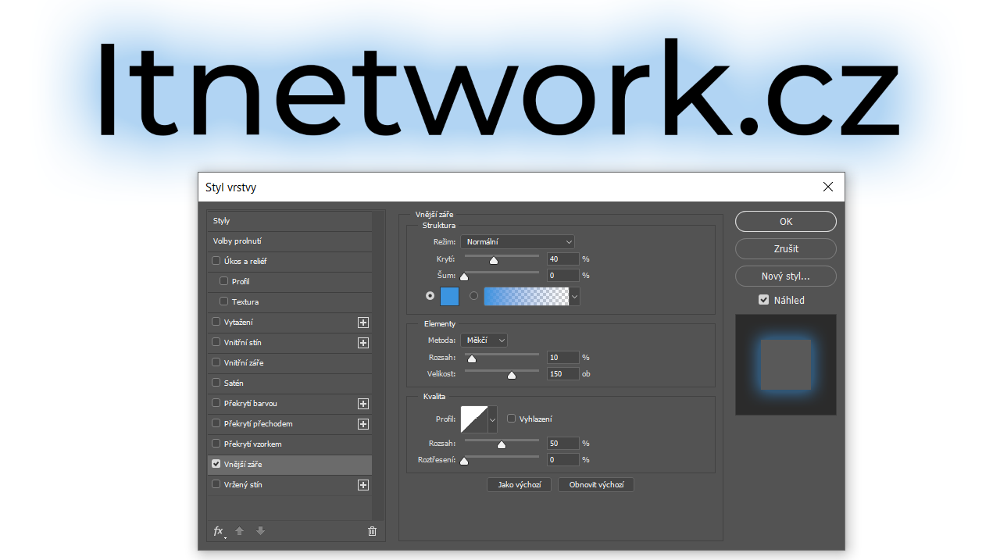 Itnetwork.cz
Styl vrstvy
Styly
Volby prolnutí
Úkos a reliéf
Profil
Textura
Vytažení
Vnitřní stín
Vnitřní záře
Satén
Překrytí barvou
Překrytí přechodem
Překrytí vzorkem
Vnější záře
Vržený stín
fx
Vnější záře
Struktura
Režim: Normální
Krytí: 40 %
Šum: 0 %
Elementy
Metoda: Měkčí
Rozsah: 10 %
Velikost: 150 ob
Kvalita
Profil: Vyhlazení
Rozsah: 50 %
Roztřesení: 0 %
Jako výchozí Obnovit výchozí
OK
Zrušit
Nový styl...
Náhled